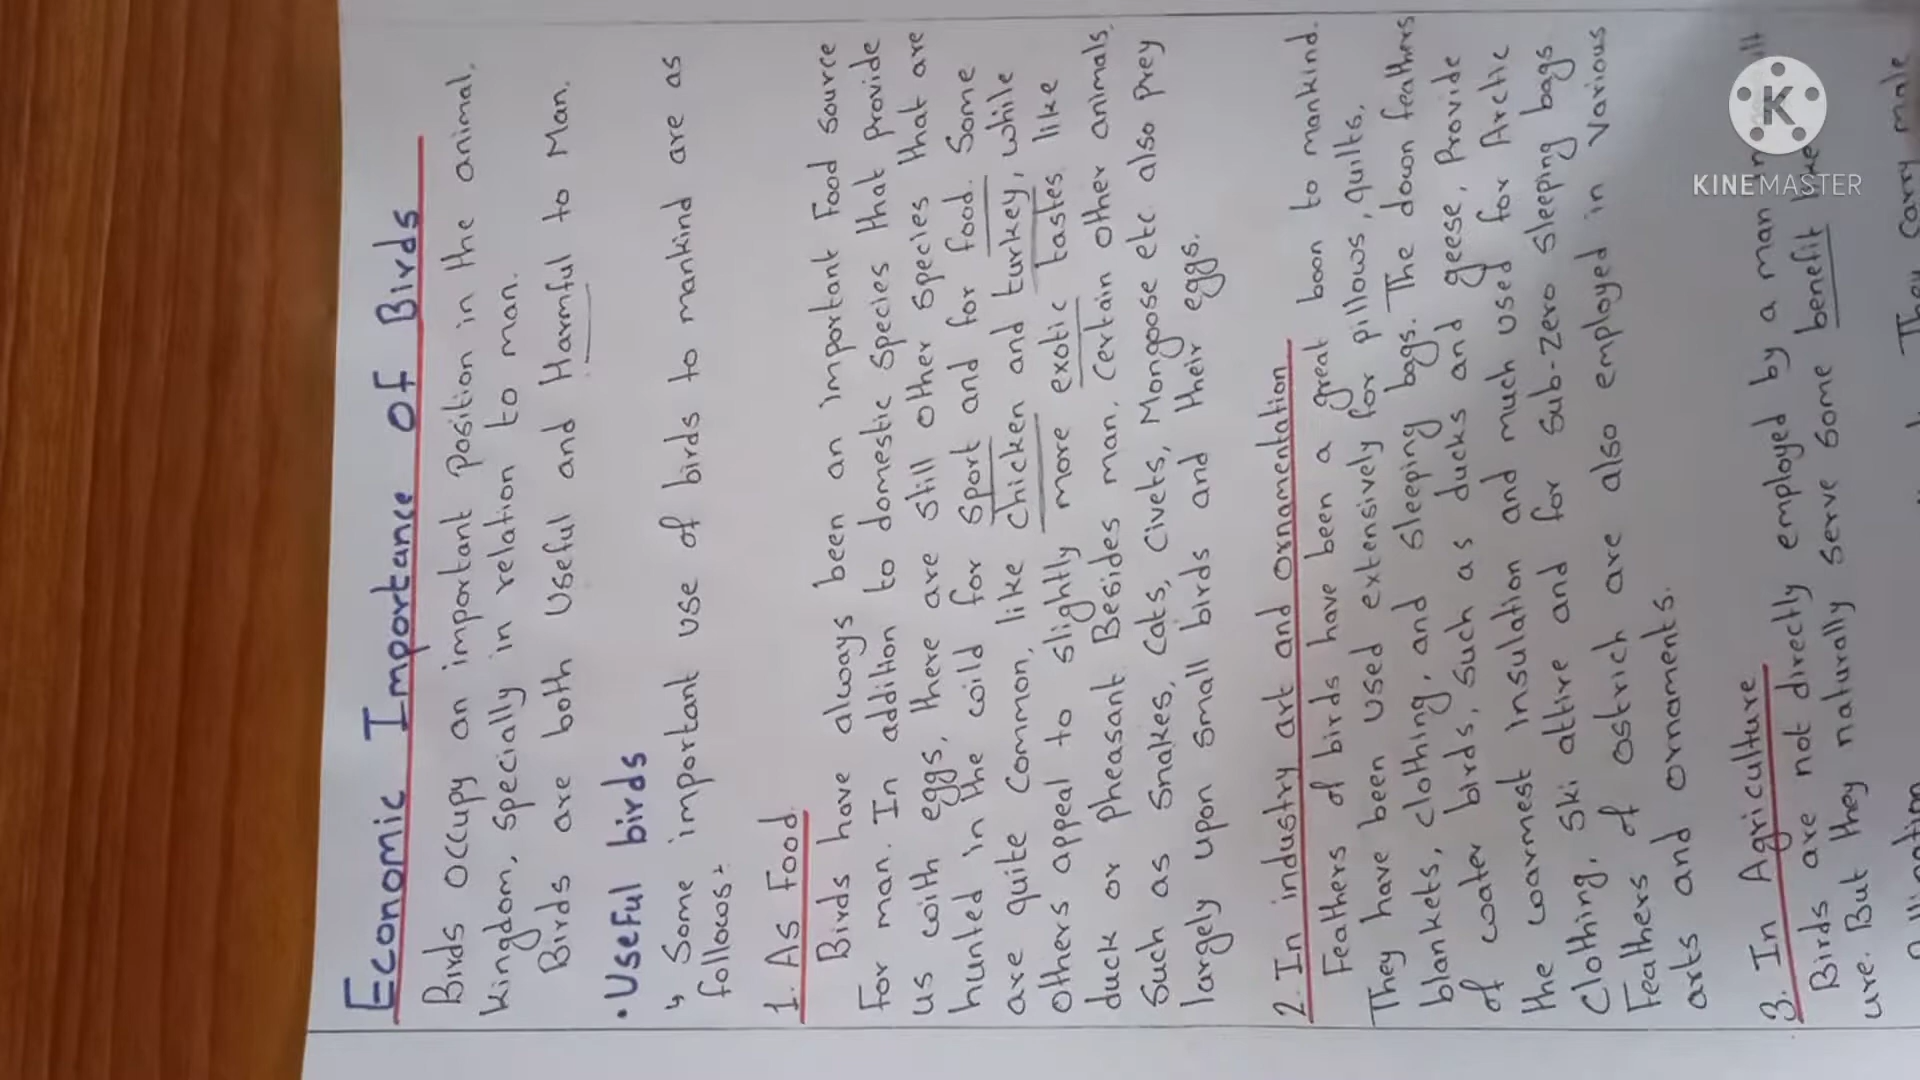 Economic Importance of Birds
Birds occupy an important position in the animal,
kingdom, specially in relation to man.
Birds are both Useful and Harmful to Man.
• Useful birds
↳ Some important use of birds to mankind are as
follows:
1. As Food
Birds have always been an important Food source
for man. In addition to domestic species that provide
us with eggs, there are still other species that are
hunted in the wild for sport and for food. Some
are quite common, like chicken and turkey, while
others appeal to slightly more exotic tastes like
duck or pheasant. Besides man, certain other animals,
such as snakes, cats, civets, Mongoose etc. also prey
largely upon small birds and their eggs.
2. In industry art and ornamentation
Feathers of birds have been a great boon to mankind.
They have been used extensively for pillows, quilts,
blankets, clothing, and sleeping bags. The down feathers
of water birds, such as ducks and geese, provide
the warmest insulation and much used for Arctic
clothing, ski attire and for sub-zero sleeping bags
Feathers of ostrich are also employed in various
arts and ornaments.
3. In Agriculture
Birds are not directly employed by a man in
ure. But they naturally serve some benefit like
They carry male
KINEMASTER